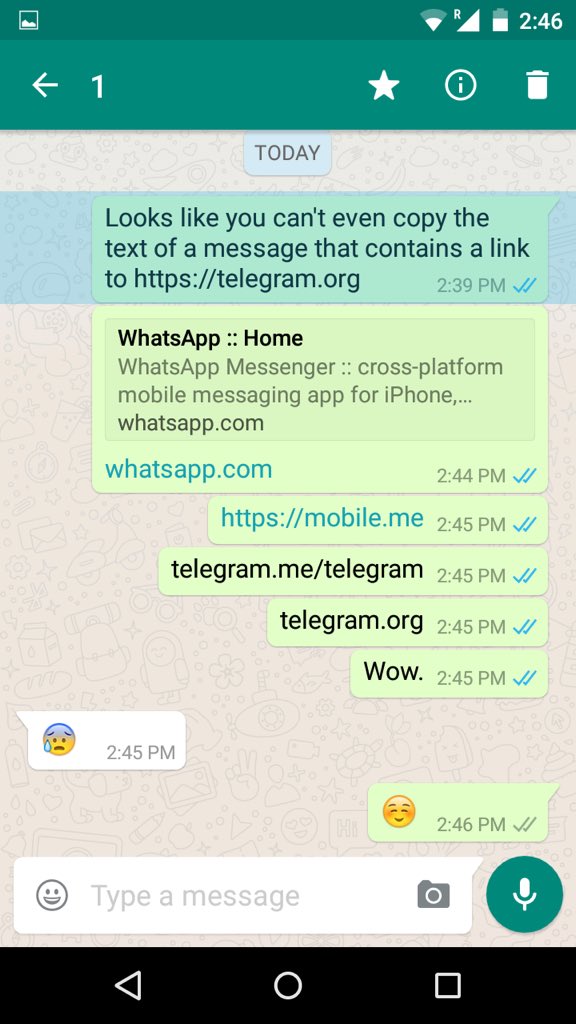 R
2:46
1
TODAY
Looks like you can't even copy the
text of a message that contains a link
to https://telegram.org
2:39 PM
WhatsApp :: Home
WhatsApp Messenger :: cross-platform
mobile messaging app for iPhone,...
whatsapp.com
whatsapp.com
2:44 PM
https://mobile.me
2:45 PM
telegram.me/telegram
2:45 PM
telegram.org
2:45 PM
Wow.
2:45 PM
😰
2:45 PM
☺️
2:46 PM
Type a message